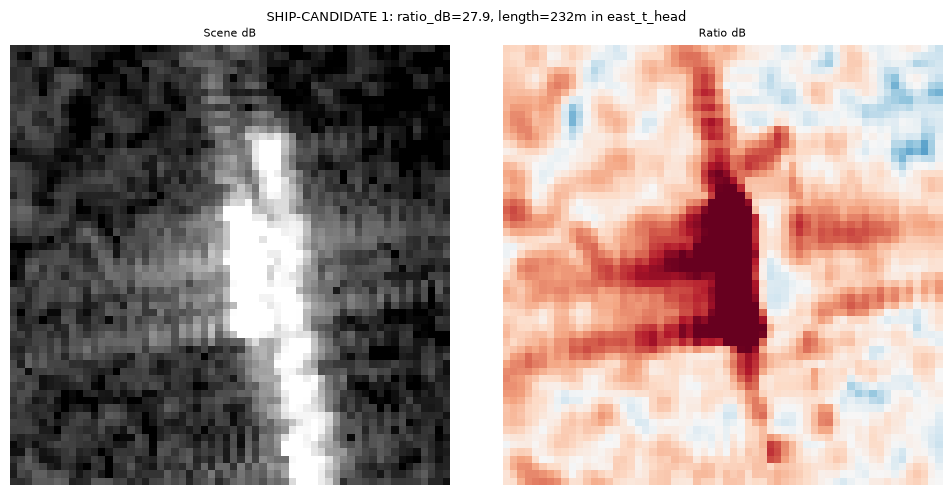 SHIP-CANDIDATE 1: ratio_dB=27.9, length=232m in east_t_head
Scene dB
Ratio dB